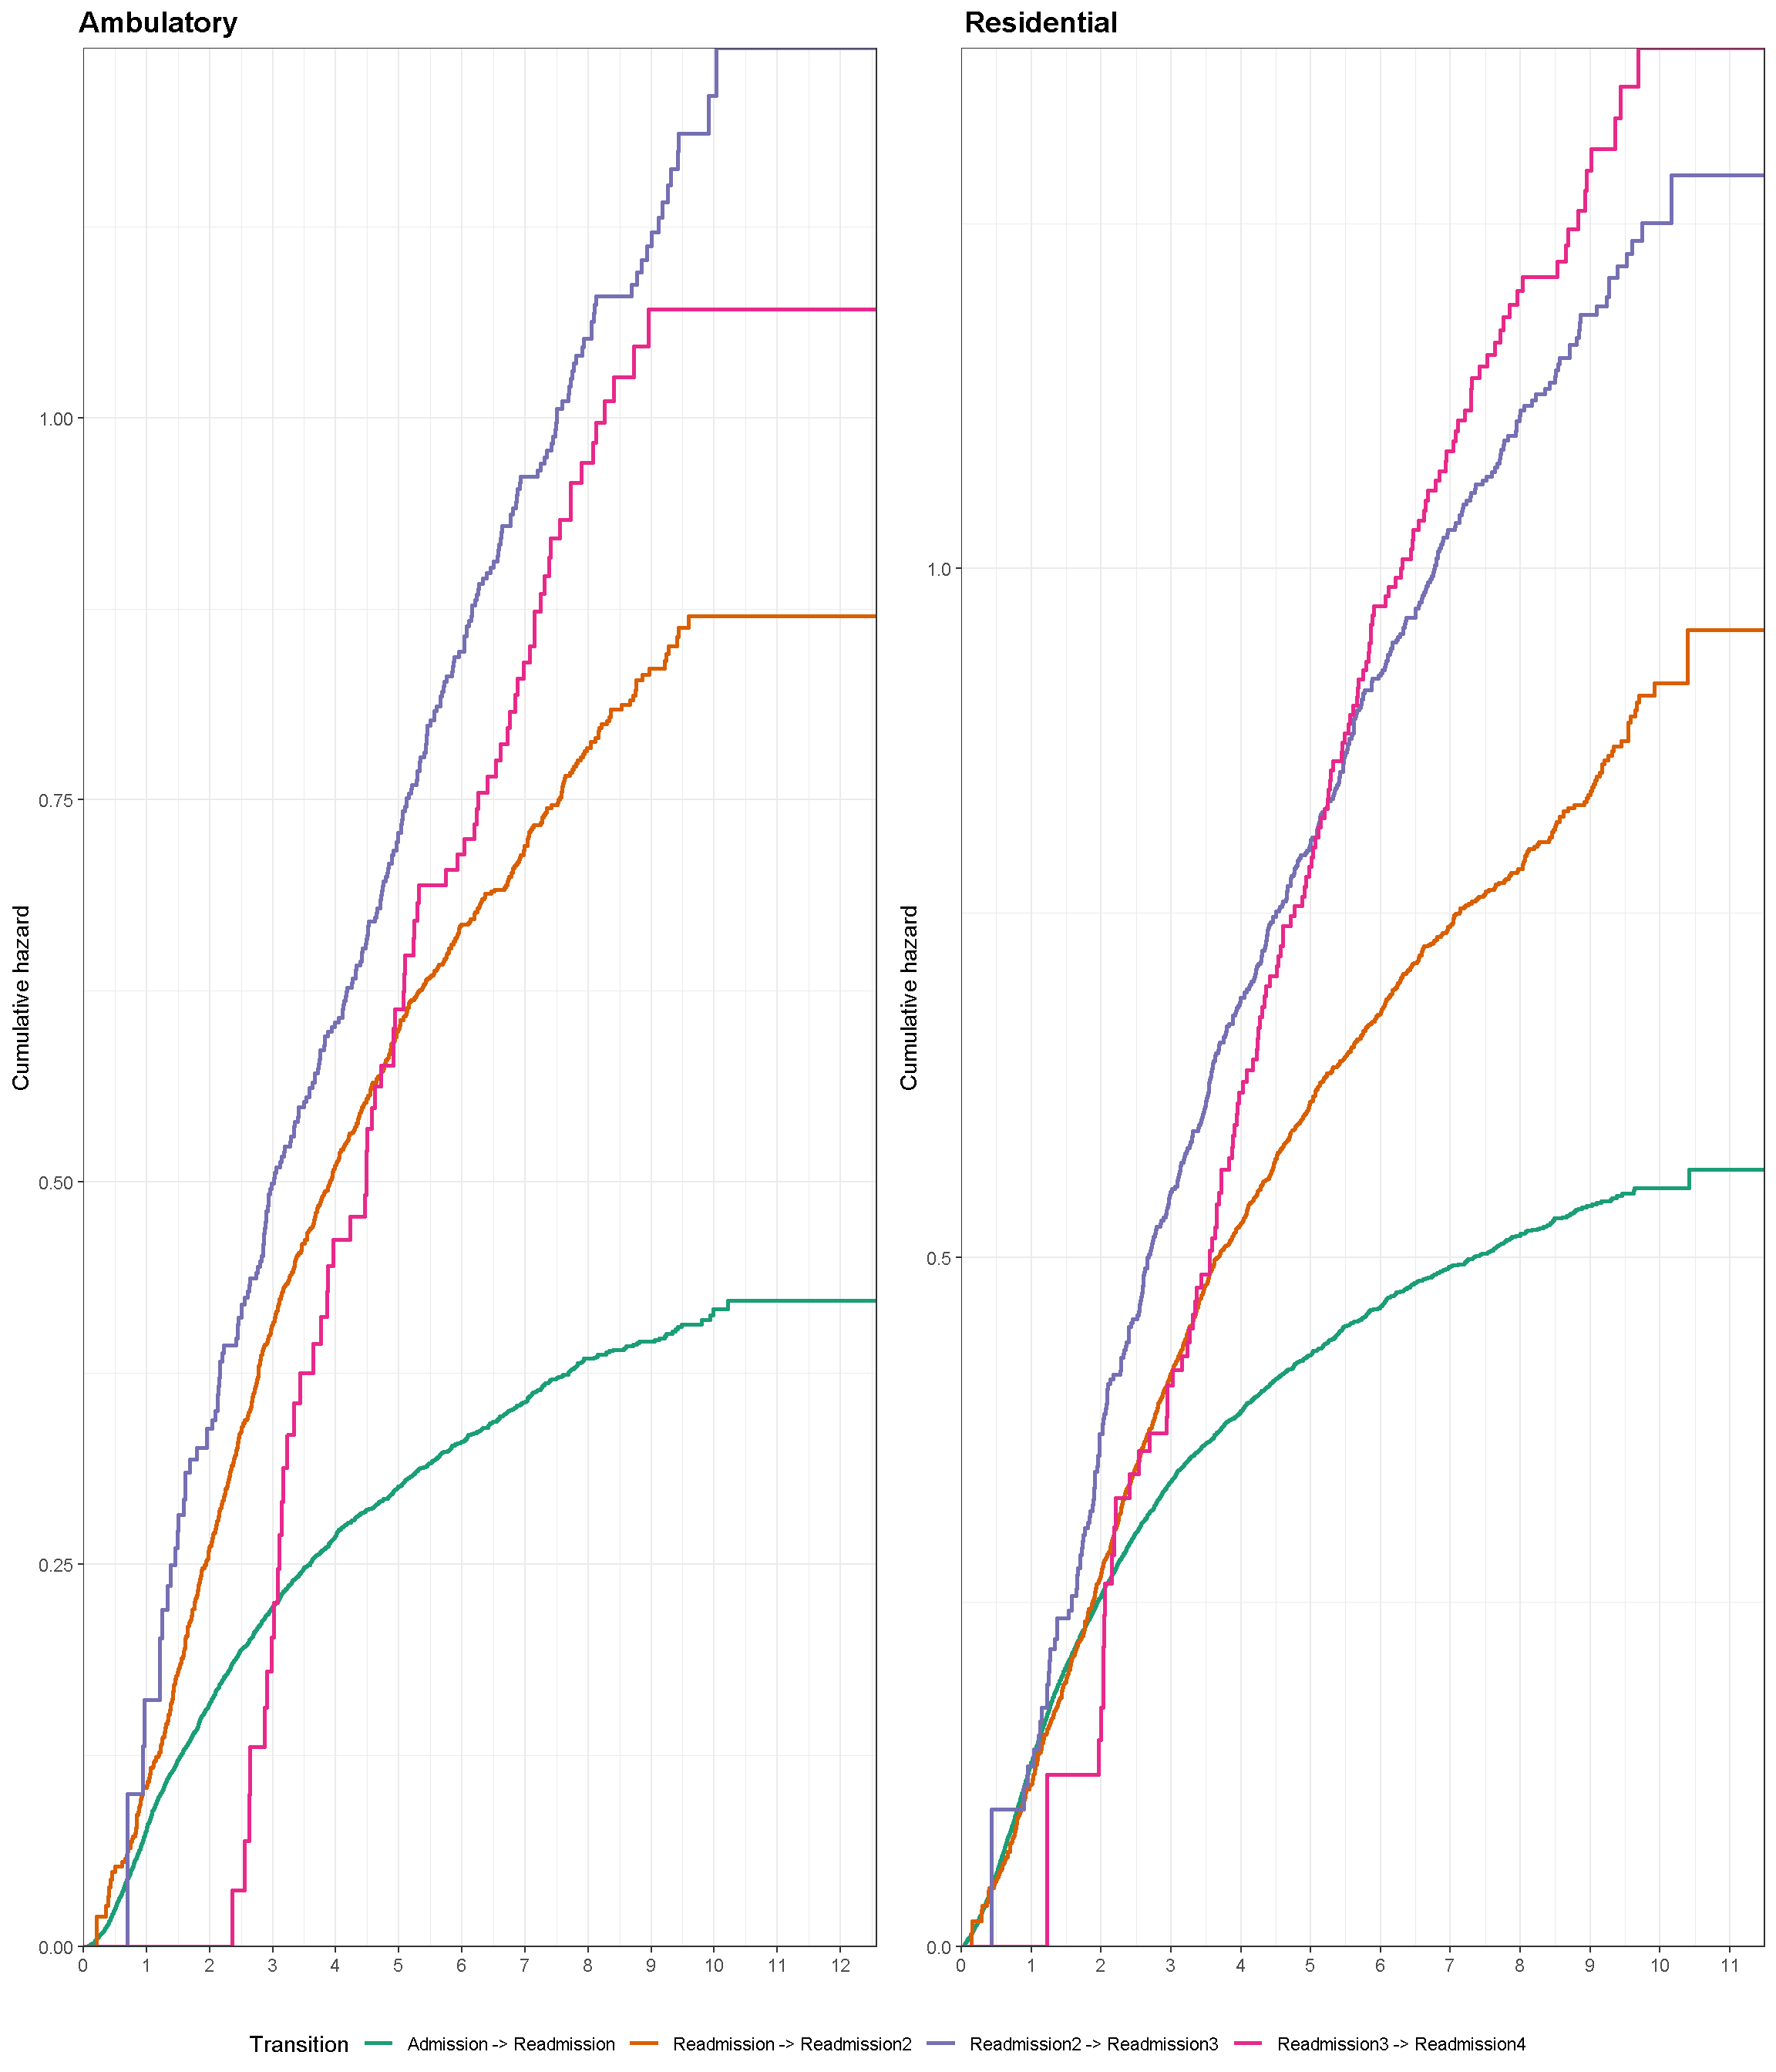 Ambulatory
Residential
Cumulative hazard
1.00
0.75
0.50
0.25
0.00
0 1 2 3 4 5 6 7 8 9 10 11 12
Cumulative hazard
1.0
0.5
0.0
0 1 2 3 4 5 6 7 8 9 10 11
Transition Admission -> Readmission Readmission -> Readmission2 Readmission2 -> Readmission3 Readmission3 -> Readmission4